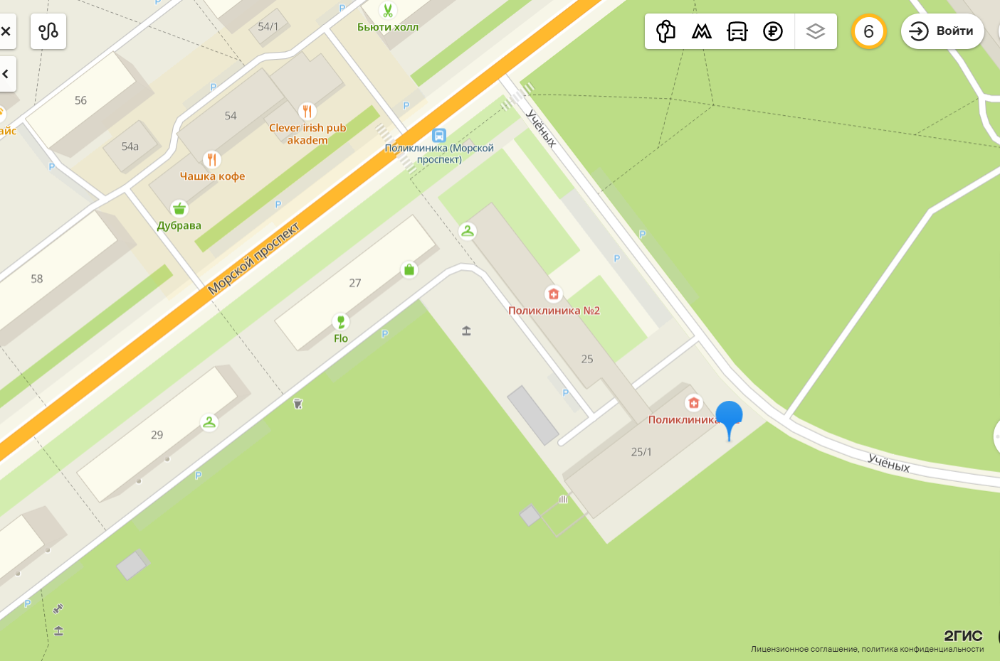 54/1
Бьюти холл
6
Войти
56
54
Clever irish pub
akadem
айс
54а
Чашка кофе
Дубрава
Поликлиника (Морской
проспект)
Учёных
Морской проспект
58
27
Flo
Поликлиника №2
25
29
Поликлиника
25/1
Учёных
P
P
P
P
P
P
P
P
P
P
P
P
2ГИС
Лицензионное соглашение, политика конфиденциальности